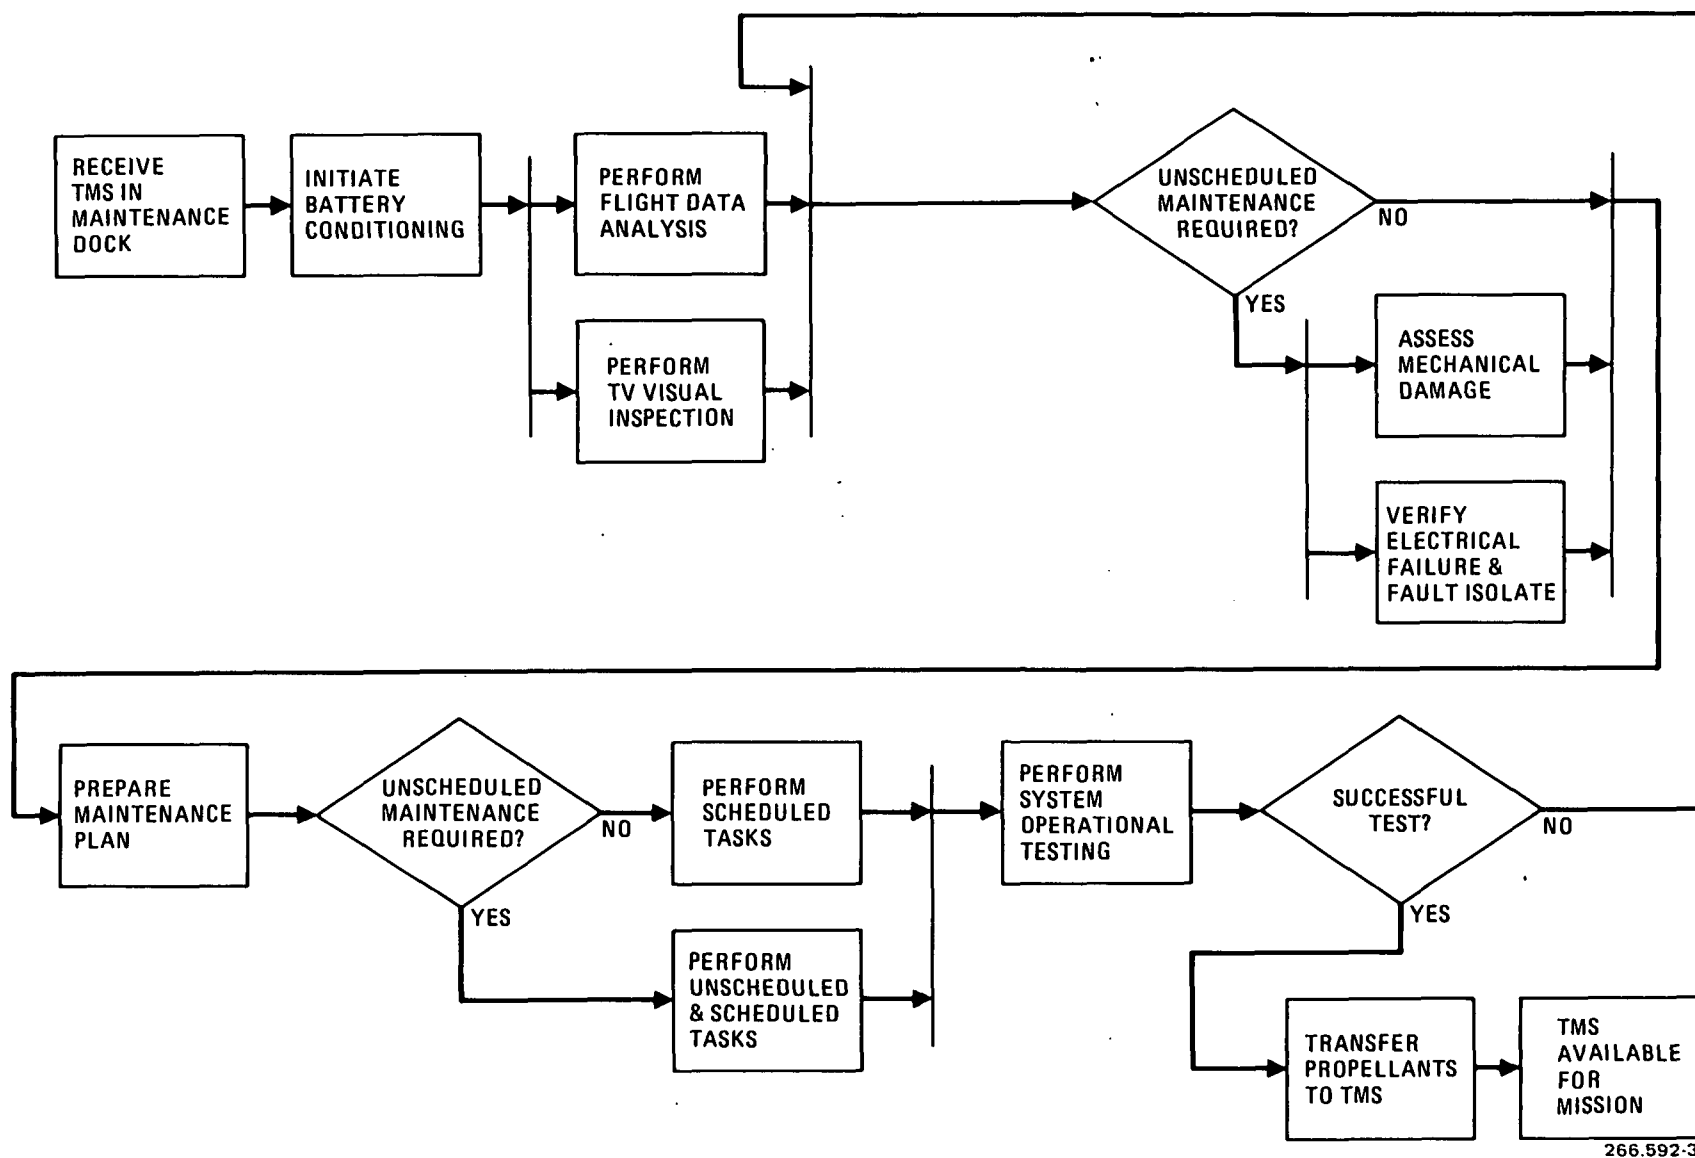 RECEIVE
TMS IN
MAINTENANCE
DOCK
INITIATE
BATTERY
CONDITIONING
PERFORM
FLIGHT DATA
ANALYSIS
PERFORM
TV VISUAL
INSPECTION
UNSCHEDULED
MAINTENANCE
REQUIRED?
NO
YES
ASSESS
MECHANICAL
DAMAGE
VERIFY
ELECTRICAL
FAILURE &
FAULT ISOLATE
PREPARE
MAINTENANCE
PLAN
UNSCHEDULED
MAINTENANCE
REQUIRED?
NO
YES
PERFORM
SCHEDULED
TASKS
PERFORM
UNSCHEDULED
& SCHEDULED
TASKS
PERFORM
SYSTEM
OPERATIONAL
TESTING
SUCCESSFUL
TEST?
NO
YES
TRANSFER
PROPELLANTS
TO TMS
TMS
AVAILABLE
FOR
MISSION
266.592-3